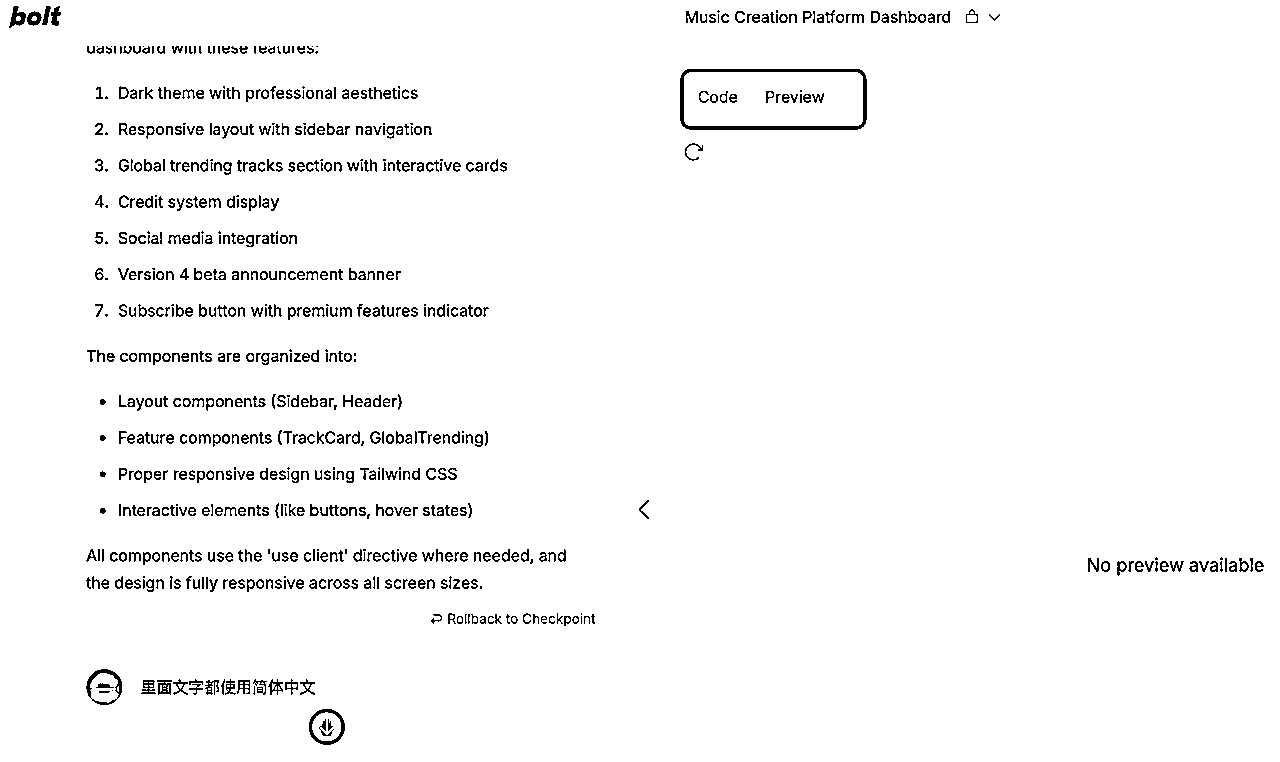 bolt
Music Creation Platform Dashboard
dashboard with these features:
1. Dark theme with professional aesthetics
2. Responsive layout with sidebar navigation
3. Global trending tracks section with interactive cards
4. Credit system display
5. Social media integration
6. Version 4 beta announcement banner
7. Subscribe button with premium features indicator
The components are organized into:
• Layout components (Sidebar, Header)
• Feature components (TrackCard, GlobalTrending)
• Proper responsive design using Tailwind CSS
• Interactive elements (like buttons, hover states)
All components use the 'use client' directive where needed, and
the design is fully responsive across all screen sizes.
Rollback to Checkpoint
里面文字都使用简体中文
Code Preview
No preview available